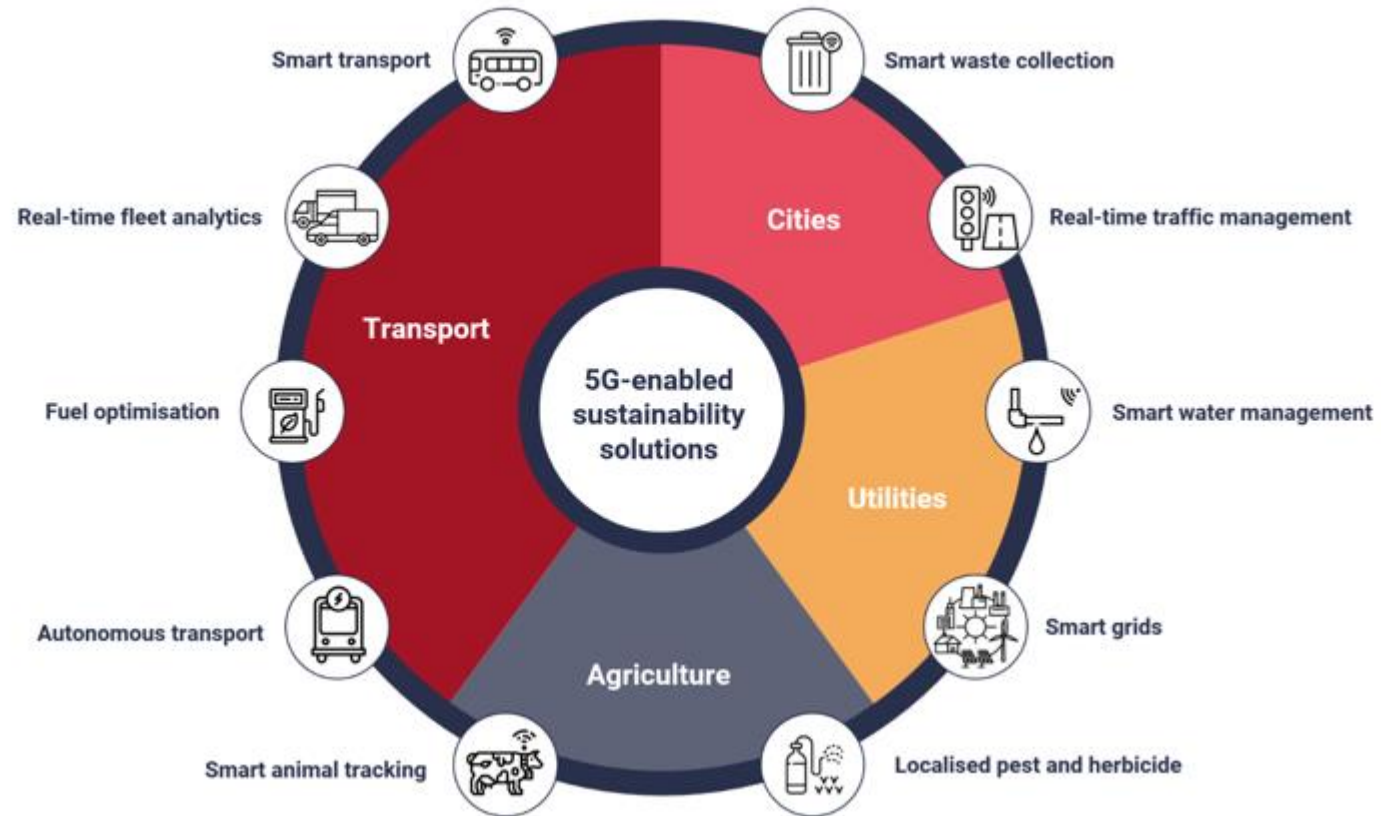 Smart transport
Smart waste collection
Real-time fleet analytics
Cities
Real-time traffic management
Transport
5G-enabled
sustainability
solutions
Fuel optimisation
Smart water management
Utilities
Autonomous transport
Smart grids
Agriculture
Smart animal tracking
Localised pest and herbicide